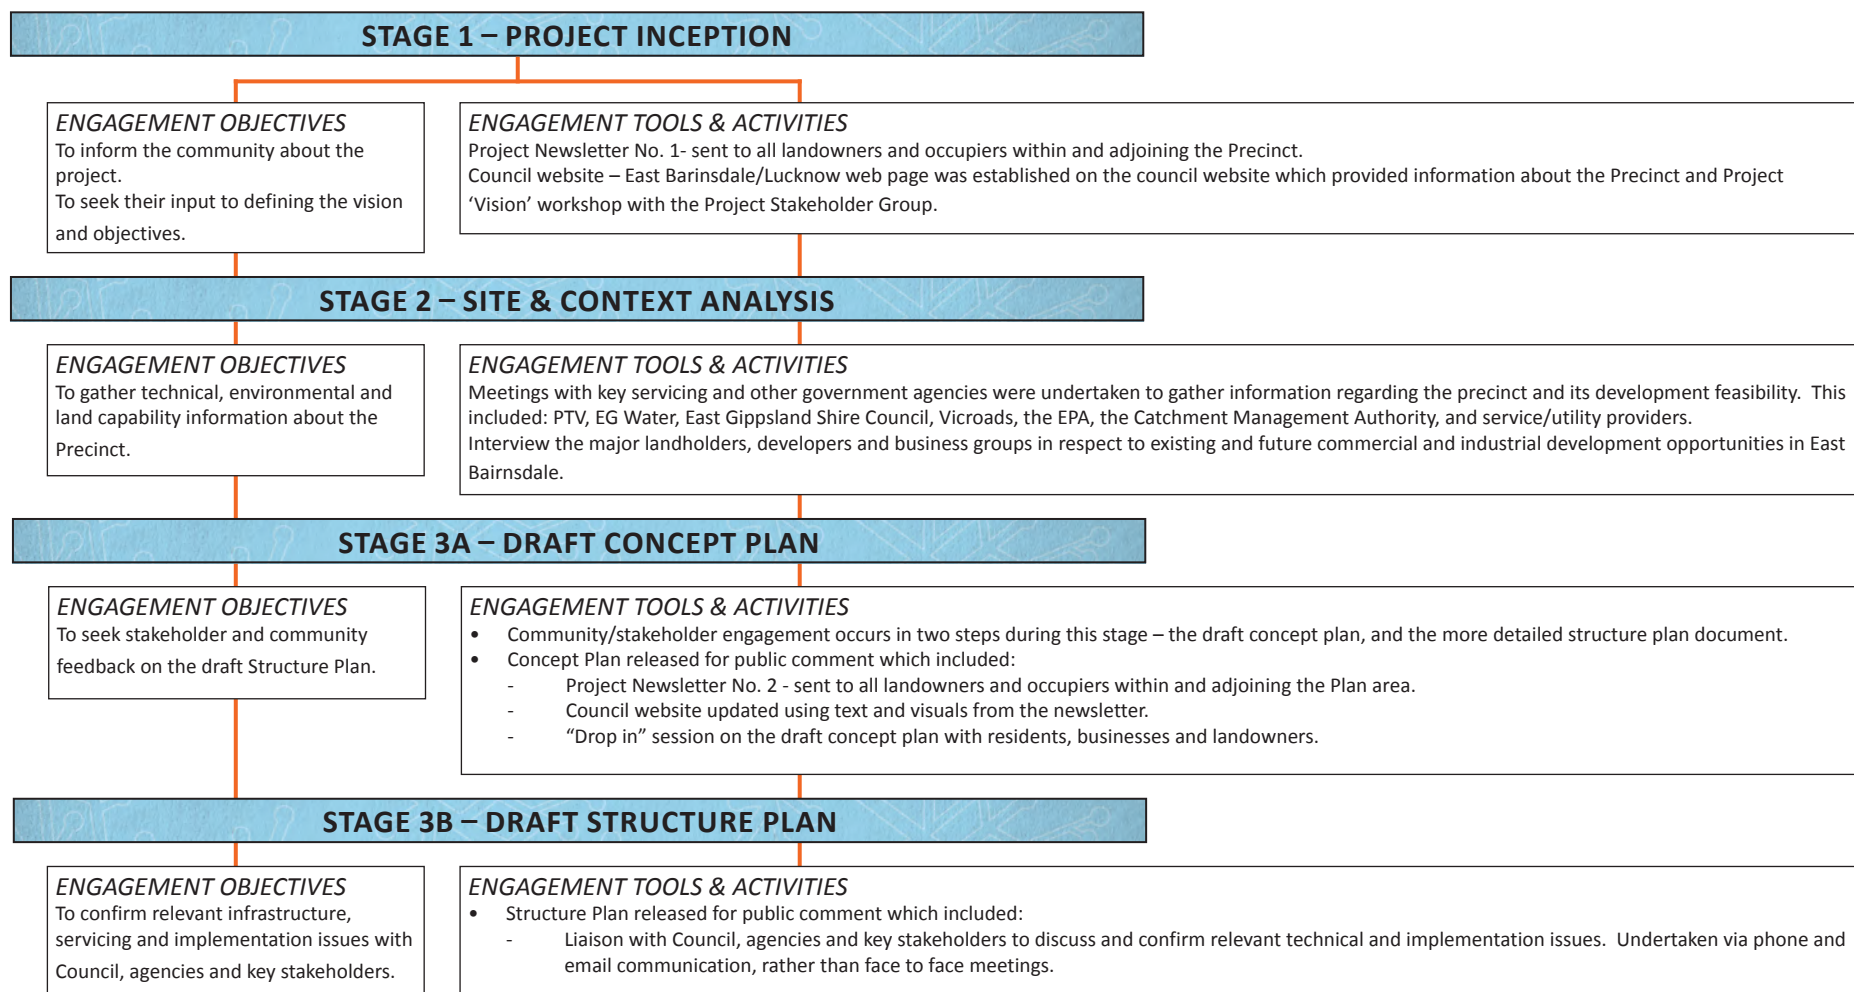 STAGE 1 – PROJECT INCEPTION
ENGAGEMENT OBJECTIVES
To inform the community about the
project.
To seek their input to defining the vision
and objectives.
ENGAGEMENT TOOLS & ACTIVITIES
Project Newsletter No. 1- sent to all landowners and occupiers within and adjoining the Precinct.
Council website – East Barinsdale/Lucknow web page was established on the council website which provided information about the Precinct and Project
‘Vision’ workshop with the Project Stakeholder Group.
STAGE 2 – SITE & CONTEXT ANALYSIS
ENGAGEMENT OBJECTIVES
To gather technical, environmental and
land capability information about the
Precinct.
ENGAGEMENT TOOLS & ACTIVITIES
Meetings with key servicing and other government agencies were undertaken to gather information regarding the precinct and its development feasibility. This
included: PTV, EG Water, East Gippsland Shire Council, Vicroads, the EPA, the Catchment Management Authority, and service/utility providers.
Interview the major landholders, developers and business groups in respect to existing and future commercial and industrial development opportunities in East
Bairnsdale.
STAGE 3A – DRAFT CONCEPT PLAN
ENGAGEMENT OBJECTIVES
To seek stakeholder and community
feedback on the draft Structure Plan.
ENGAGEMENT TOOLS & ACTIVITIES
• Community/stakeholder engagement occurs in two steps during this stage – the draft concept plan, and the more detailed structure plan document.
• Concept Plan released for public comment which included:
- Project Newsletter No. 2 - sent to all landowners and occupiers within and adjoining the Plan area.
- Council website updated using text and visuals from the newsletter.
- “Drop in” session on the draft concept plan with residents, businesses and landowners.
STAGE 3B – DRAFT STRUCTURE PLAN
ENGAGEMENT OBJECTIVES
To confirm relevant infrastructure,
servicing and implementation issues with
Council, agencies and key stakeholders.
ENGAGEMENT TOOLS & ACTIVITIES
• Structure Plan released for public comment which included:
- Liaison with Council, agencies and key stakeholders to discuss and confirm relevant technical and implementation issues. Undertaken via phone and
email communication, rather than face to face meetings.